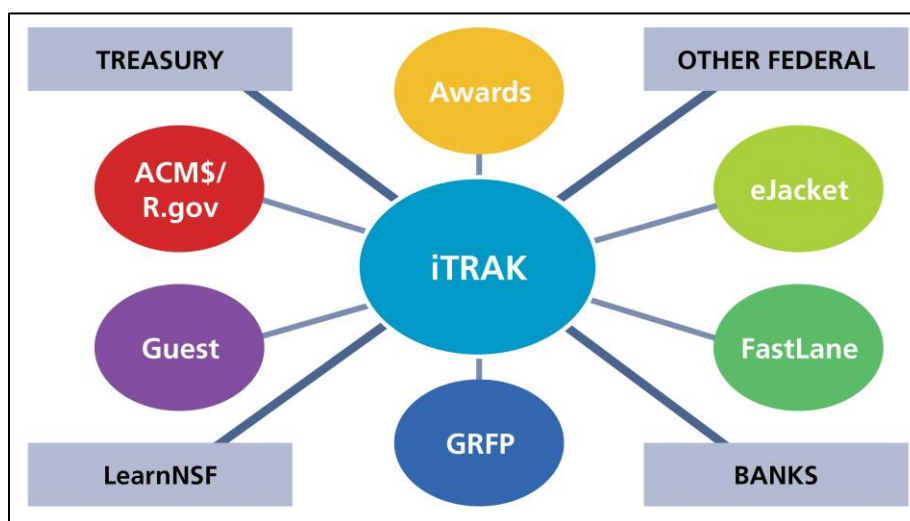 TREASURY
Awards
OTHER FEDERAL
ACM$/
R.gov
eJacket
iTRAK
Guest
FastLane
GRFP
LearnNSF
BANKS